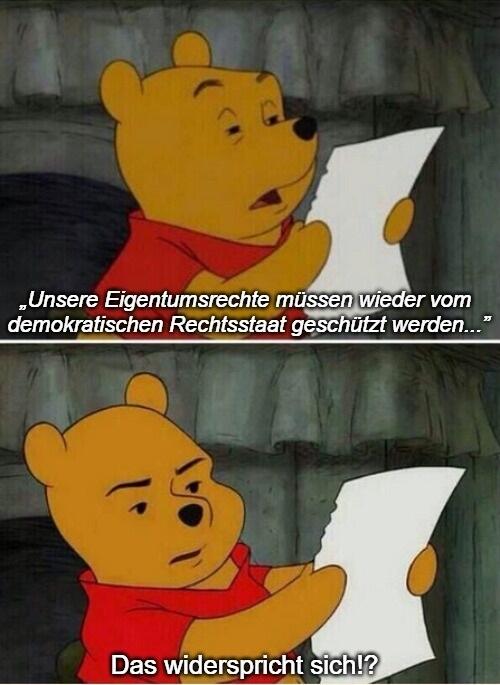 „Unsere Eigentumsrechte müssen wieder vom
demokratischen Rechtsstaat geschützt werden...”
Das widerspricht sich!?